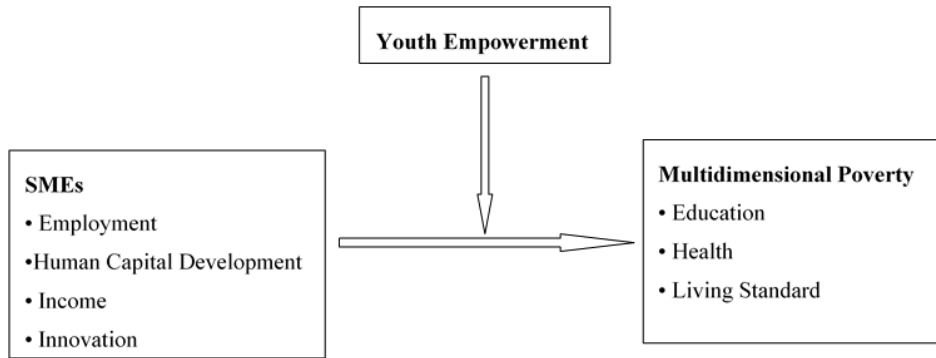 Youth Empowerment
SMEs
• Employment
•Human Capital Development
• Income
• Innovation
Multidimensional Poverty
• Education
• Health
• Living Standard